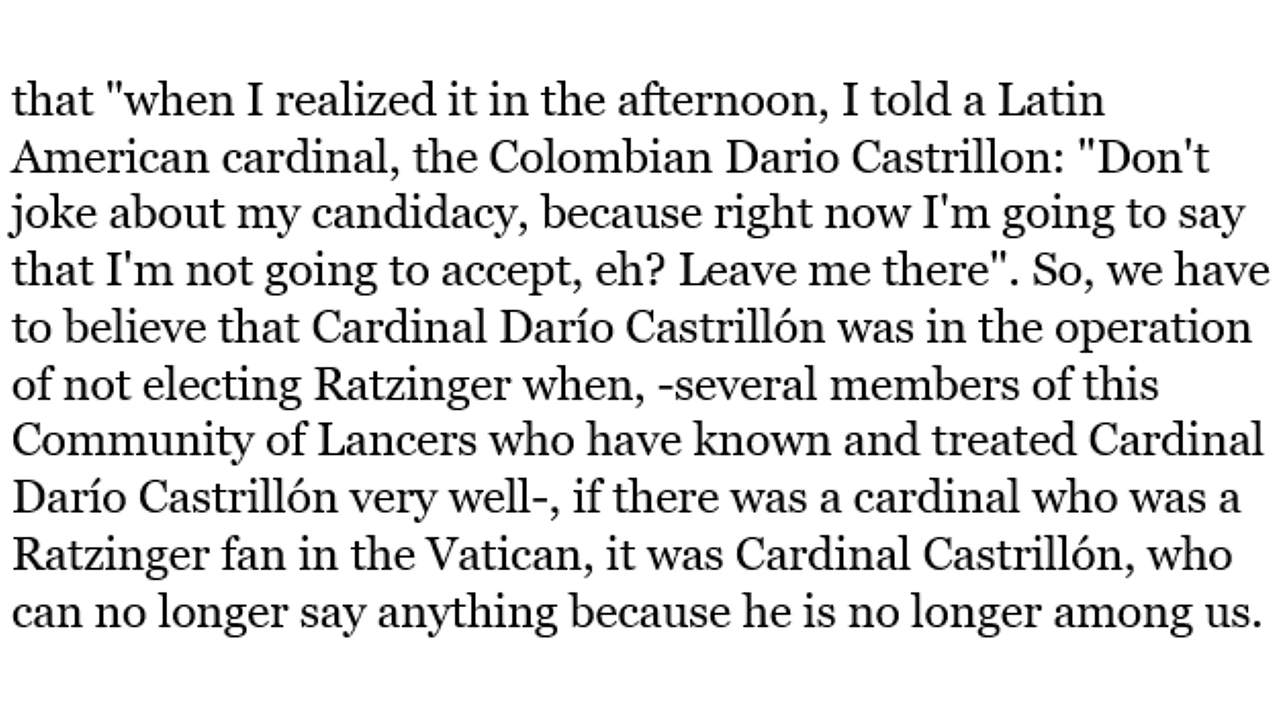 that "when I realized it in the afternoon, I told a Latin
American cardinal, the Colombian Dario Castrillon: "Don't
joke about my candidacy, because right now I'm going to say
that I'm not going to accept, eh? Leave me there". So, we have
to believe that Cardinal Darío Castrillón was in the operation
of not electing Ratzinger when, -several members of this
Community of Lancers who have known and treated Cardinal
Darío Castrillón very well-, if there was a cardinal who was a
Ratzinger fan in the Vatican, it was Cardinal Castrillón, who
can no longer say anything because he is no longer among us.